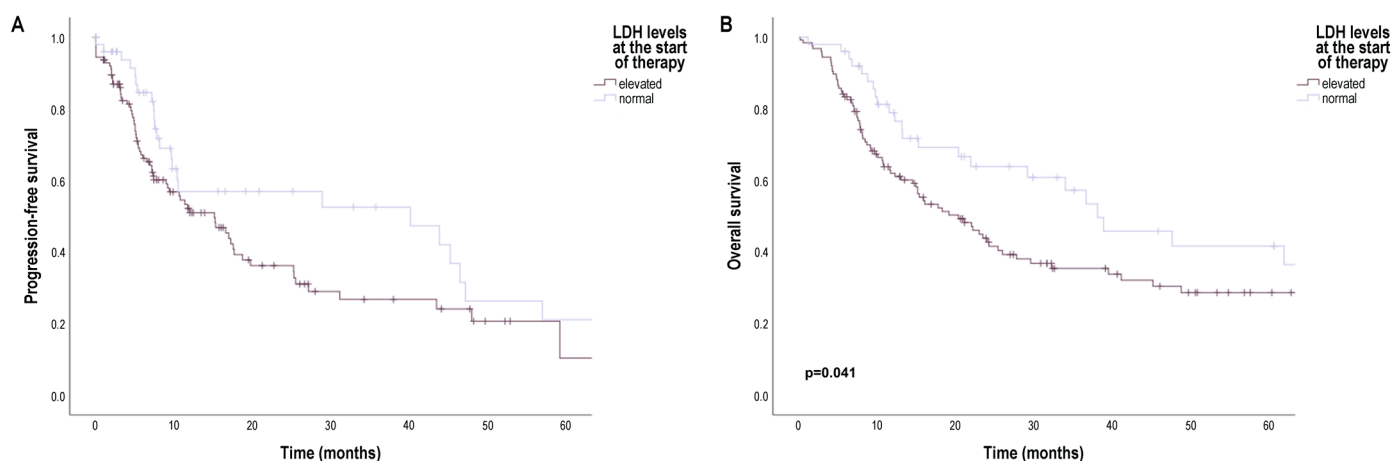 A
LDH levels
at the start
of therapy
elevated
normal
1.0
0.8
0.6
0.4
0.2
0.0
Progression-free survival
0 10 20 30 40 50 60
Time (months)
B
LDH levels
at the start
of therapy
elevated
normal
1.0
0.8
0.6
0.4
0.2
0.0
Overall survival
p=0.041
0 10 20 30 40 50 60
Time (months)